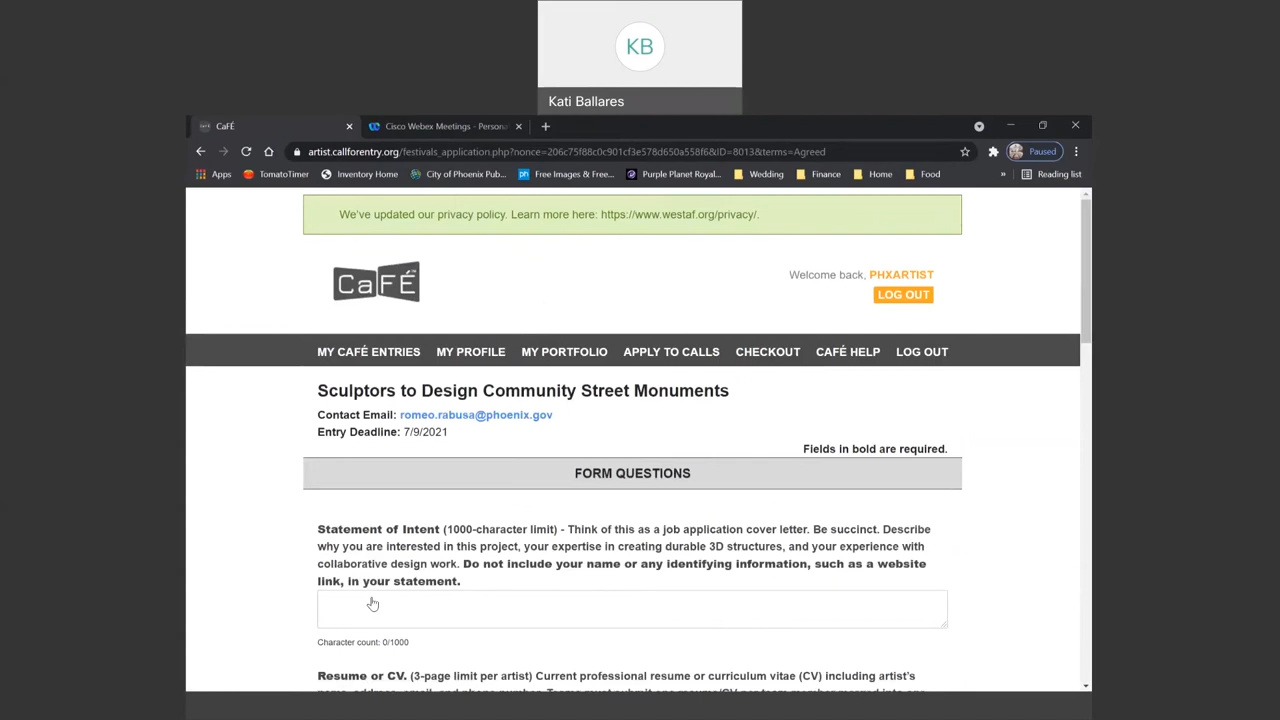 KB
Kati Ballares
CaFÉ
Cisco Webex Meetings - Persona
artist.callforentry.org/festivals_application.php?nonce=206c75f88c0c901cf3e578d650a558f6&ID=8013&terms=Agreed
Paused
Apps TomatoTimer Inventory Home City of Phoenix Pub... Free Images & Free... Purple Planet Royal... Wedding Finance Home Food » Reading list
We've updated our privacy policy. Learn more here: https://www.westaf.org/privacy/.
CaFÉ™
Welcome back, PHXARTIST
LOG OUT
MY CAFÉ ENTRIES MY PROFILE MY PORTFOLIO APPLY TO CALLS CHECKOUT CAFÉ HELP LOG OUT
Sculptors to Design Community Street Monuments
Contact Email: romeo.rabusa@phoenix.gov
Entry Deadline: 7/9/2021
Fields in bold are required.
FORM QUESTIONS
Statement of Intent (1000-character limit) - Think of this as a job application cover letter. Be succinct. Describe
why you are interested in this project, your expertise in creating durable 3D structures, and your experience with
collaborative design work. Do not include your name or any identifying information, such as a website
link, in your statement.
Character count: 0/1000
Resume or CV. (3-page limit per artist) Current professional resume or curriculum vitae (CV) including artist's